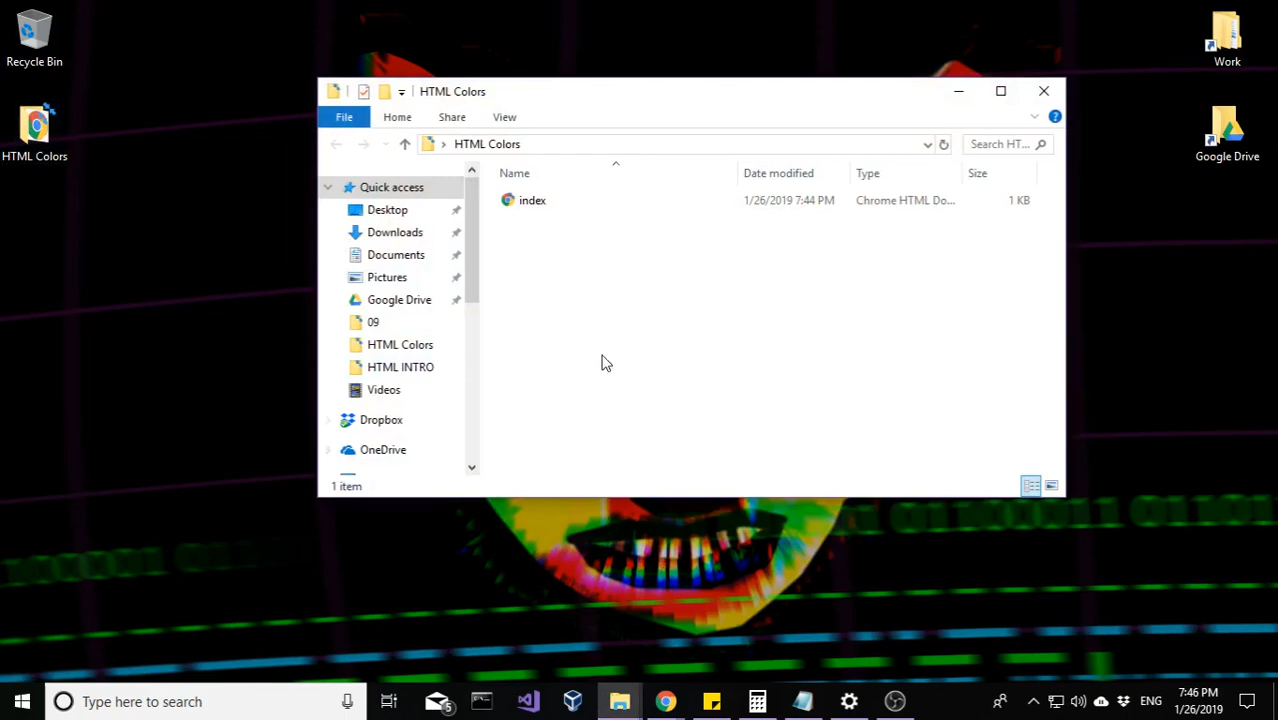 Recycle Bin
HTML Colors
Work
Google Drive
HTML Colors
File Home Share View
HTML Colors Search HT...
Name Date modified Type Size
index 1/26/2019 7:44 PM Chrome HTML Do... 1 KB
Quick access
Desktop
Downloads
Documents
Pictures
Google Drive
09
HTML Colors
HTML INTRO
Videos
Dropbox
OneDrive
1 item
Type here to search
5
ENG
7:46 PM
1/26/2019